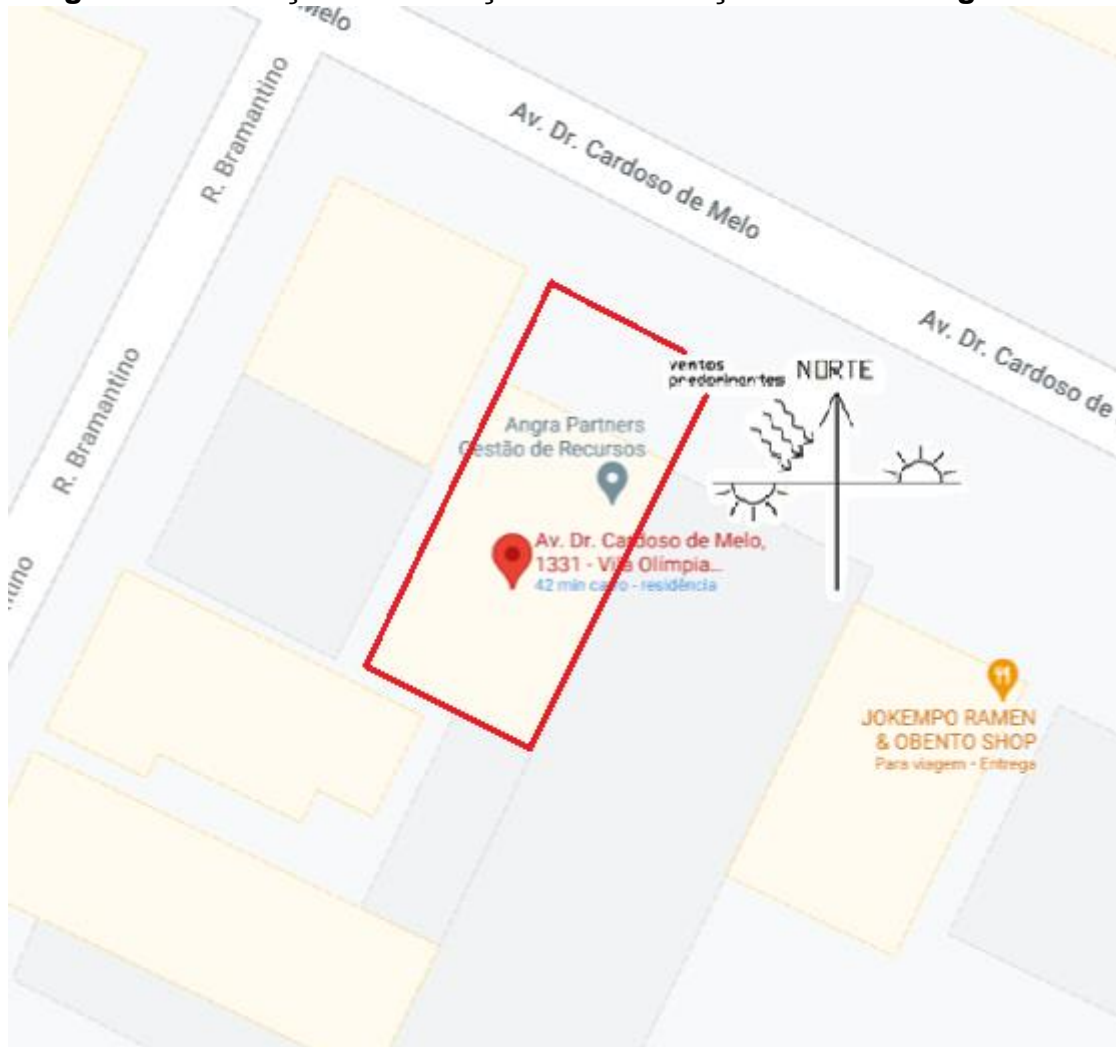 Melo
R. Bramantino
Av. Dr. Cardoso de Melo
Av. Dr. Cardoso de
ventos
predominantes
NORTE
Angra Partners
Gestão de Recursos
R. Bramantino
Av. Dr. Cardoso de Melo,
1331 - Vila Olímpia...
42 min carro - residência
JOKEMPO RAMEN
& OBENTO SHOP
Para viagem - Entrega